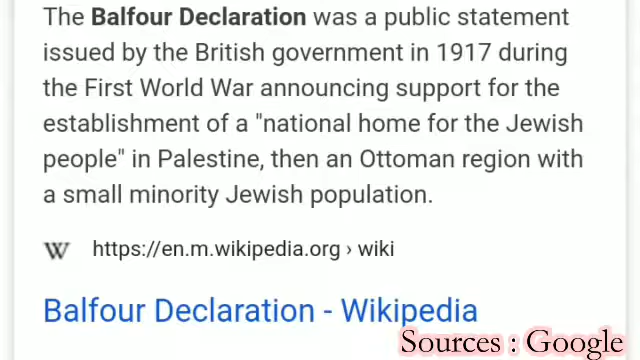 The Balfour Declaration was a public statement
issued by the British government in 1917 during
the First World War announcing support for the
establishment of a "national home for the Jewish
people" in Palestine, then an Ottoman region with
a small minority Jewish population.
W https://en.m.wikipedia.org › wiki
Balfour Declaration - Wikipedia
Sources : Google